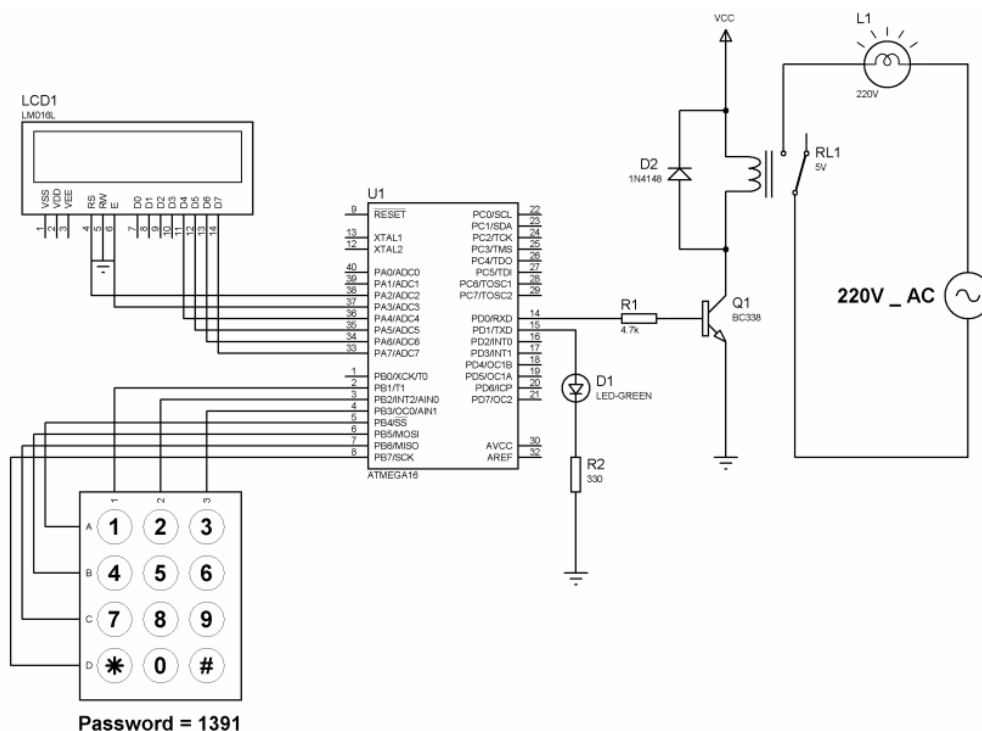 LCD1
LM016L
VSS
VDD
VEE
RS
RW
E
D0
D1
D2
D3
D4
D5
D6
D7
1
2
3
4
5
6
7
8
9
10
11
12
13
14
U1
9 RESET
13 XTAL1
12 XTAL2
40 PA0/ADC0
39 PA1/ADC1
38 PA2/ADC2
37 PA3/ADC3
36 PA4/ADC4
35 PA5/ADC5
34 PA6/ADC6
33 PA7/ADC7
1 PB0/XCK/T0
2 PB1/T1
3 PB2/INT2/AIN0
4 PB3/OC0/AIN1
5 PB4/SS
6 PB5/MOSI
7 PB6/MISO
8 PB7/SCK
PC0/SCL 22
PC1/SDA 23
PC2/TCK 24
PC3/TMS 25
PC4/TDO 26
PC5/TDI 27
PC6/TOSC1 28
PC7/TOSC2 29
PD0/RXD 14
PD1/TXD 15
PD2/INT0 16
PD3/INT1 17
PD4/OC1B 18
PD5/OC1A 19
PD6/ICP 20
PD7/OC2 21
AVCC 30
AREF 32
ATMEGA16
R1
4.7k
D1
LED-GREEN
R2
330
VCC
D2
1N4148
Q1
BC338
RL1
5V
L1
220V
220V _ AC
1 2 3
A 1 2 3
B 4 5 6
C 7 8 9
D * 0 #
Password = 1391